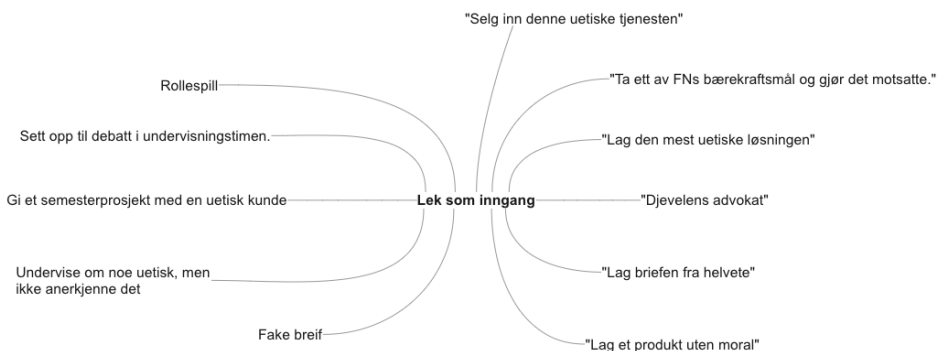 "Selg inn denne uetiske tjenesten"
Rollespill
"Ta ett av FNs bærekraftsmål og gjør det motsatte."
Sett opp til debatt i undervisningstimen.
"Lag den mest uetiske løsningen"
Gi et semesterprosjekt med en uetisk kunde
Lek som inngang
"Djevelens advokat"
Undervise om noe uetisk, men
ikke anerkjenne det
"Lag briefen fra helvete"
Fake breif
"Lag et produkt uten moral"